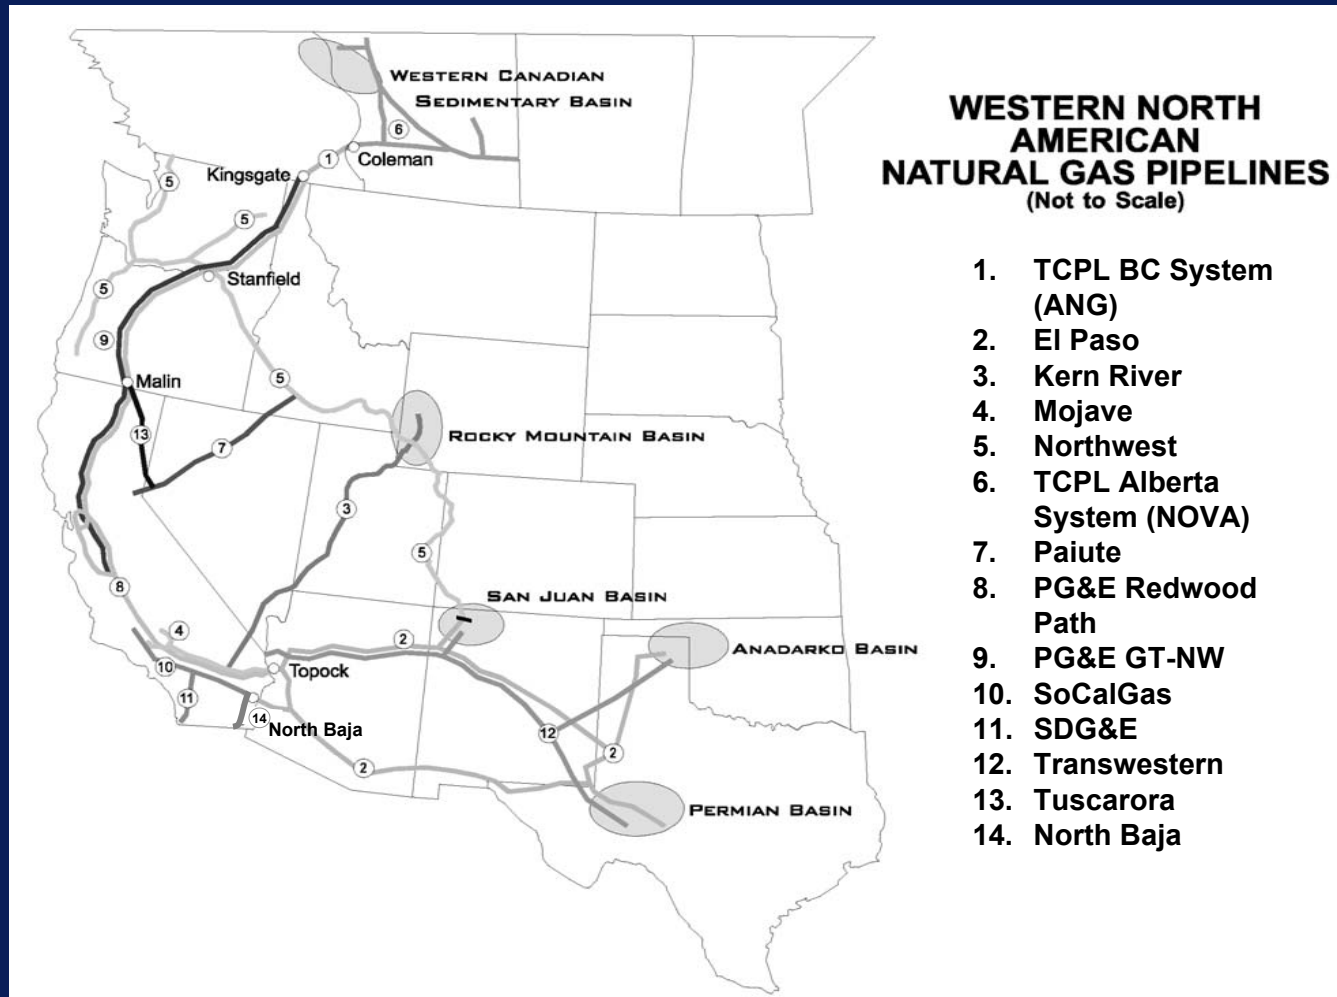 WESTERN CANADIAN
SEDIMENTARY BASIN
6
Coleman
1
Kingsgate
5
5
Stanfield
5
9
Malin
5
13
7
ROCKY MOUNTAIN BASIN
3
5
8
SAN JUAN BASIN
4
2
ANADARKO BASIN
10
Topock
11
14
North Baja
12
2
2
PERMIAN BASIN
WESTERN NORTH
AMERICAN
NATURAL GAS PIPELINES
(Not to Scale)
1. TCPL BC System
(ANG)
2. El Paso
3. Kern River
4. Mojave
5. Northwest
6. TCPL Alberta
System (NOVA)
7. Paiute
8. PG&E Redwood
Path
9. PG&E GT-NW
10. SoCalGas
11. SDG&E
12. Transwestern
13. Tuscarora
14. North Baja